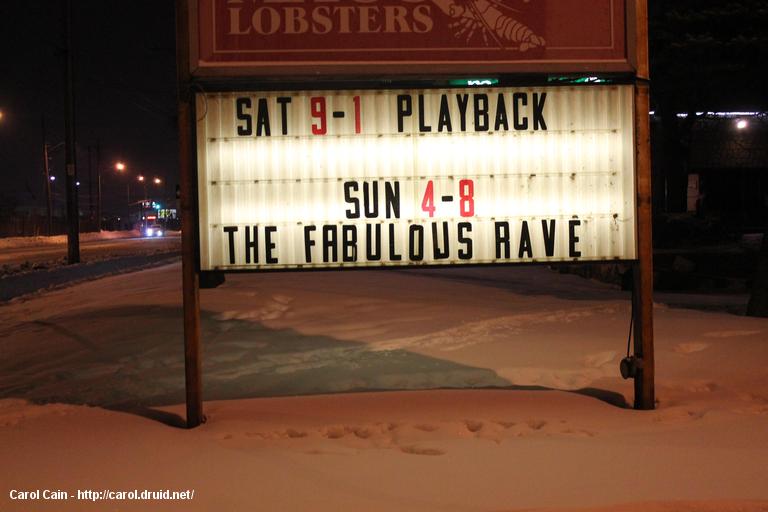 LOBSTERS
SAT 9-1 PLAYBACK
SUN 4-8
THE FABULOUS RAVE
Carol Cain - http://carol.druid.net/